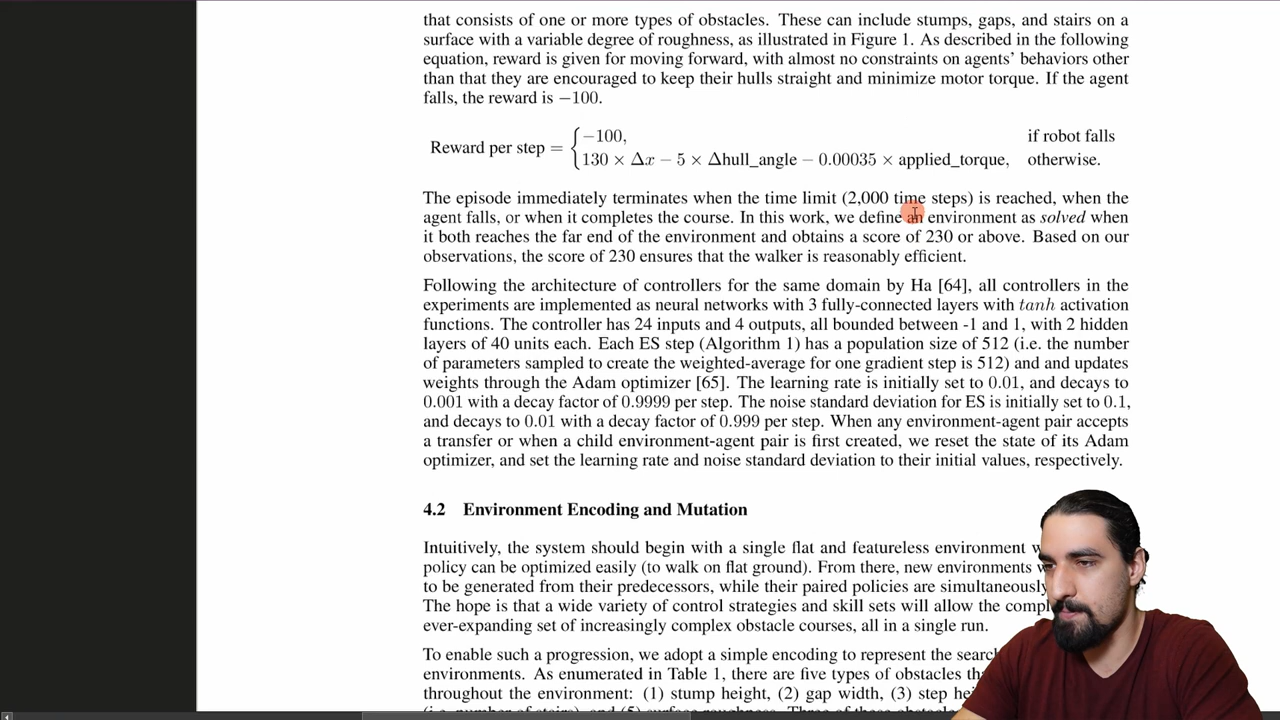 that consists of one or more types of obstacles. These can include stumps, gaps, and stairs on a
surface with a variable degree of roughness, as illustrated in Figure 1. As described in the following
equation, reward is given for moving forward, with almost no constraints on agents' behaviors other
than that they are encouraged to keep their hulls straight and minimize motor torque. If the agent
falls, the reward is −100.
Reward per step = { −100, if robot falls
130 × Δx − 5 × Δhull_angle − 0.00035 × applied_torque, otherwise.
The episode immediately terminates when the time limit (2,000 time steps) is reached, when the
agent falls, or when it completes the course. In this work, we define an environment as solved when
it both reaches the far end of the environment and obtains a score of 230 or above. Based on our
observations, the score of 230 ensures that the walker is reasonably efficient.
Following the architecture of controllers for the same domain by Ha [64], all controllers in the
experiments are implemented as neural networks with 3 fully-connected layers with tanh activation
functions. The controller has 24 inputs and 4 outputs, all bounded between -1 and 1, with 2 hidden
layers of 40 units each. Each ES step (Algorithm 1) has a population size of 512 (i.e. the number
of parameters sampled to create the weighted-average for one gradient step is 512) and and updates
weights through the Adam optimizer [65]. The learning rate is initially set to 0.01, and decays to
0.001 with a decay factor of 0.9999 per step. The noise standard deviation for ES is initially set to 0.1,
and decays to 0.01 with a decay factor of 0.999 per step. When any environment-agent pair accepts
a transfer or when a child environment-agent pair is first created, we reset the state of its Adam
optimizer, and set the learning rate and noise standard deviation to their initial values, respectively.
4.2 Environment Encoding and Mutation
Intuitively, the system should begin with a single flat and featureless environment
policy can be optimized easily (to walk on flat ground). From there, new environments
to be generated from their predecessors, while their paired policies are simultaneously
The hope is that a wide variety of control strategies and skill sets will allow the
ever-expanding set of increasingly complex obstacle courses, all in a single run.
To enable such a progression, we adopt a simple encoding to represent the
environments. As enumerated in Table 1, there are five types of obstacles
throughout the environment: (1) stump height, (2) gap width, (3) step
(i.e. number of stairs), and (5) surface roughness. Three of these